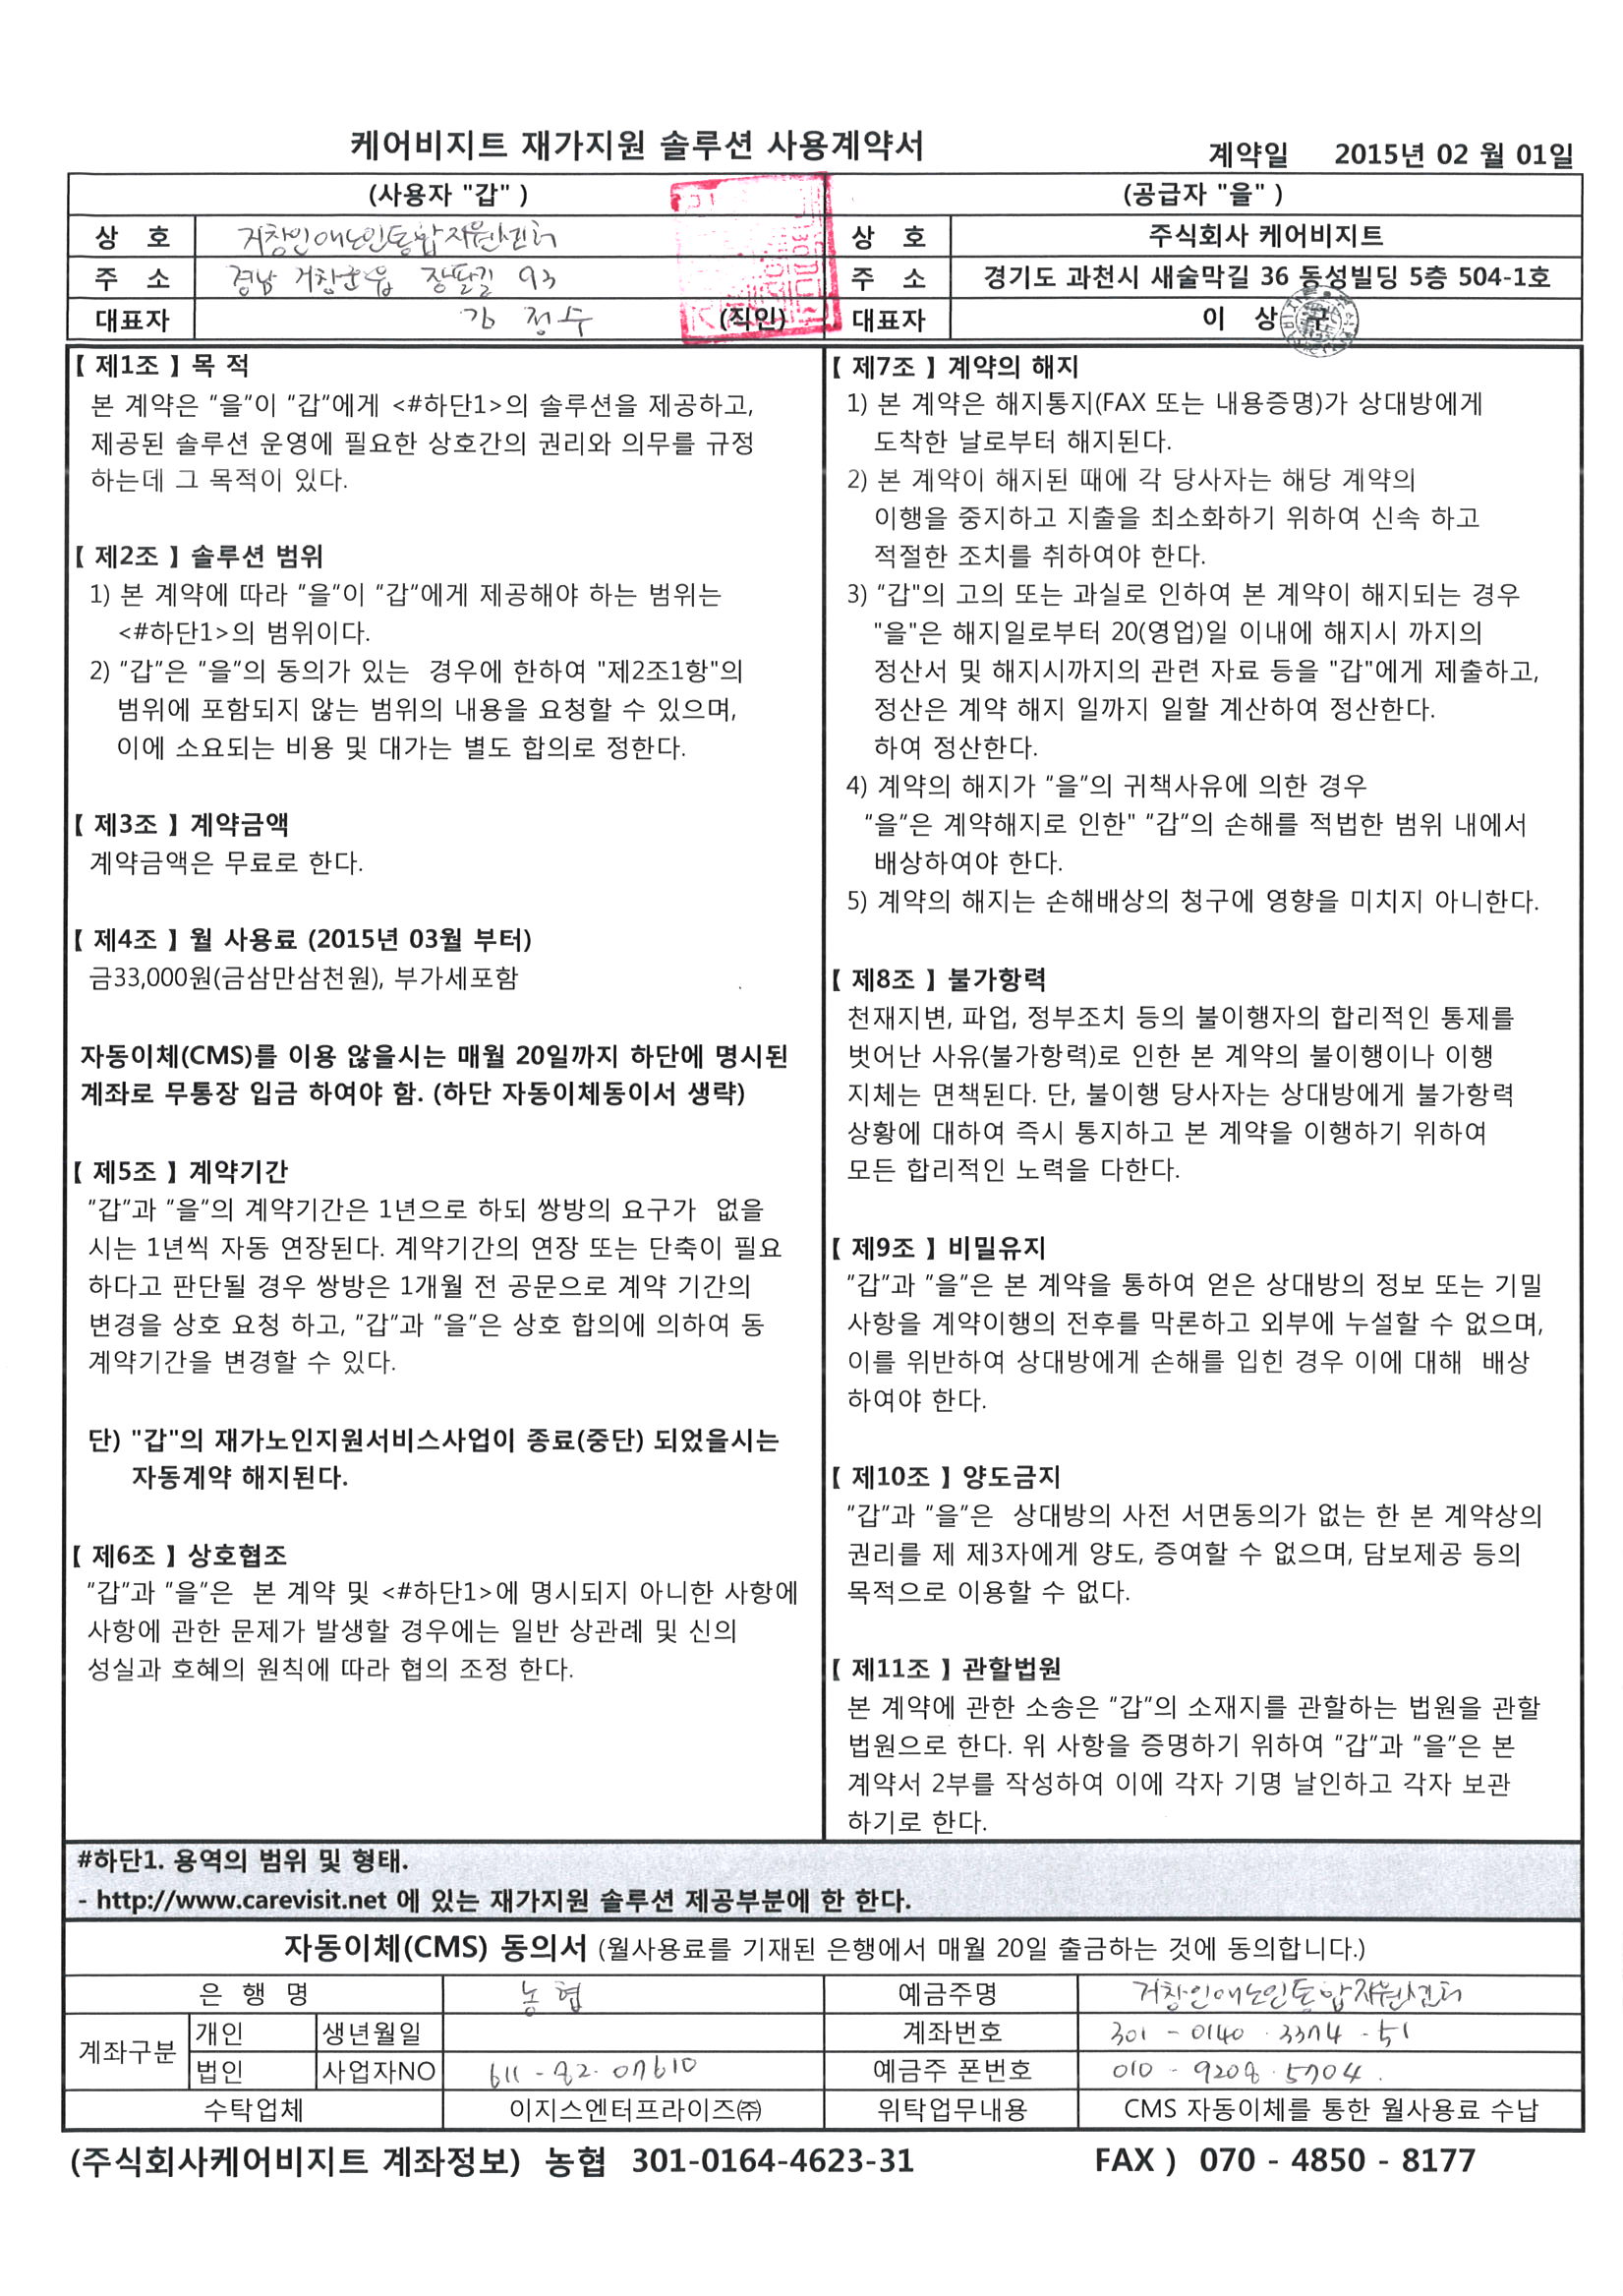 케어비지트 재가지원 솔루션 사용계약서
계약일 2015년 02 월 01일
(사용자 "갑" )
(공급자 "을" )
상 호 거창인애노인통합지원센터
상 호 주식회사 케어비지트
주 소 경남 거창군읍 장팔길 93
주 소 경기도 과천시 새술막길 36 동성빌딩 5층 504-1호
대표자 김 정수 (직인)
대표자 이 상 구
【 제1조 】 목 적
본 계약은 "을"이 "갑"에게 <#하단1>의 솔루션을 제공하고,
제공된 솔루션 운영에 필요한 상호간의 권리와 의무를 규정
하는데 그 목적이 있다.
【 제2조 】 솔루션 범위
1) 본 계약에 따라 "을"이 "갑"에게 제공해야 하는 범위는
<#하단1>의 범위이다.
2) "갑"은 "을"의 동의가 있는 경우에 한하여 "제2조1항"의
범위에 포함되지 않는 범위의 내용을 요청할 수 있으며,
이에 소요되는 비용 및 대가는 별도 합의로 정한다.
【 제3조 】 계약금액
계약금액은 무료로 한다.
【 제4조 】 월 사용료 (2015년 03월 부터)
금33,000원(금삼만삼천원), 부가세포함
자동이체(CMS)를 이용 않을시는 매월 20일까지 하단에 명시된
계좌로 무통장 입금 하여야 함. (하단 자동이체동이서 생략)
【 제5조 】 계약기간
"갑"과 "을"의 계약기간은 1년으로 하되 쌍방의 요구가 없을
시는 1년씩 자동 연장된다. 계약기간의 연장 또는 단축이 필요
하다고 판단될 경우 쌍방은 1개월 전 공문으로 계약 기간의
변경을 상호 요청 하고, "갑"과 "을"은 상호 합의에 의하여 동
계약기간을 변경할 수 있다.
단) "갑"의 재가노인지원서비스사업이 종료(중단) 되었을시는
자동계약 해지된다.
【 제6조 】 상호협조
"갑"과 "을"은 본 계약 및 <#하단1>에 명시되지 아니한 사항에
사항에 관한 문제가 발생할 경우에는 일반 상관례 및 신의
성실과 호혜의 원칙에 따라 협의 조정 한다.
【 제7조 】 계약의 해지
1) 본 계약은 해지통지(FAX 또는 내용증명)가 상대방에게
도착한 날로부터 해지된다.
2) 본 계약이 해지된 때에 각 당사자는 해당 계약의
이행을 중지하고 지출을 최소화하기 위하여 신속 하고
적절한 조치를 취하여야 한다.
3) "갑"의 고의 또는 과실로 인하여 본 계약이 해지되는 경우
"을"은 해지일로부터 20(영업)일 이내에 해지시 까지의
정산서 및 해지시까지의 관련 자료 등을 "갑"에게 제출하고,
정산은 계약 해지 일까지 일할 계산하여 정산한다.
하여 정산한다.
4) 계약의 해지가 "을"의 귀책사유에 의한 경우
"을"은 계약해지로 인한" "갑"의 손해를 적법한 범위 내에서
배상하여야 한다.
5) 계약의 해지는 손해배상의 청구에 영향을 미치지 아니한다.
【 제8조 】 불가항력
천재지변, 파업, 정부조치 등의 불이행자의 합리적인 통제를
벗어난 사유(불가항력)로 인한 본 계약의 불이행이나 이행
지체는 면책된다. 단, 불이행 당사자는 상대방에게 불가항력
상황에 대하여 즉시 통지하고 본 계약을 이행하기 위하여
모든 합리적인 노력을 다한다.
【 제9조 】 비밀유지
"갑"과 "을"은 본 계약을 통하여 얻은 상대방의 정보 또는 기밀
사항을 계약이행의 전후를 막론하고 외부에 누설할 수 없으며,
이를 위반하여 상대방에게 손해를 입힌 경우 이에 대해 배상
하여야 한다.
【 제10조 】 양도금지
"갑"과 "을"은 상대방의 사전 서면동의가 없는 한 본 계약상의
권리를 제 제3자에게 양도, 증여할 수 없으며, 담보제공 등의
목적으로 이용할 수 없다.
【 제11조 】 관할법원
본 계약에 관한 소송은 "갑"의 소재지를 관할하는 법원을 관할
법원으로 한다. 위 사항을 증명하기 위하여 "갑"과 "을"은 본
계약서 2부를 작성하여 이에 각자 기명 날인하고 각자 보관
하기로 한다.
#하단1. 용역의 범위 및 형태.
- http://www.carevisit.net 에 있는 재가지원 솔루션 제공부분에 한 한다.
자동이체(CMS) 동의서 (월사용료를 기재된 은행에서 매월 20일 출금하는 것에 동의합니다.)
은 행 명 농협 예금주명 거창인애노인통합지원센터
계좌구분 개인 생년월일 계좌번호 301 - 0140 . 3374 - 51
법인 사업자NO 611 - 82 - 07610 예금주 폰번호 010 - 9208 . 5704 .
수탁업체 이지스엔터프라이즈㈜ 위탁업무내용 CMS 자동이체를 통한 월사용료 수납
(주식회사케어비지트 계좌정보) 농협 301-0164-4623-31 FAX ) 070 - 4850 - 8177